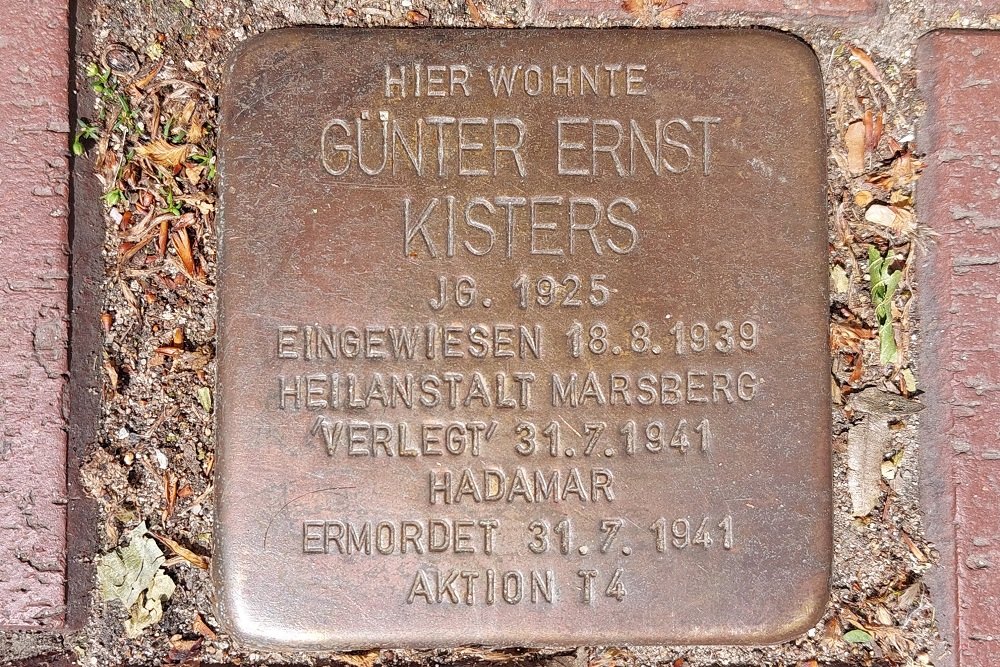 HIER WOHNTE
GÜNTER ERNST
KISTERS
JG. 1925
EINGEWIESEN 18.8.1939
HEILANSTALT MARSBERG
'VERLEGT' 31.7.1941
HADAMAR
ERMORDET 31.7.1941
AKTION T4